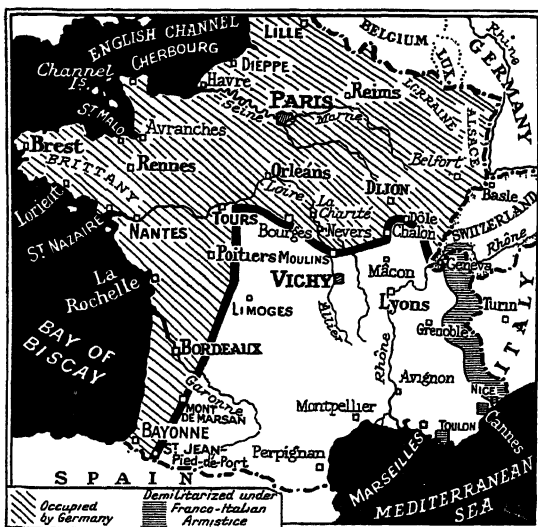 ENGLISH CHANNEL
CHERBOURG
Channel
Is.
LILLE
BELGIUM
LUX.
GERMANY
Rhine
DIEPPE
Havre
Seine
PARIS
Marne
Reims
LORRAINE
ALSACE
St MALO
Avranches
Brest
BRITTANY
Rennes
Lorient
Orléans
Loire
La
Charité
DIJON
Belfort
Basle
ST NAZAIRE
NANTES
TOURS
Bourges
Nevers
Dôle
Chalon
SWITZERLAND
Rhône
Geneva
Poitiers
MOULINS
VICHY
Mâcon
La
Rochelle
LIMOGES
Allier
Lyons
Turin
ITALY
Grenoble
BAY OF
BISCAY
BORDEAUX
Garonne
Rhône
Avignon
NICE
Cannes
MONT
DE MARSAN
Montpellier
TOULON
BAYONNE
ST JEAN-
Pied-de-Port
Perpignan
MARSEILLES
MEDITERRANEAN
SEA
SPAIN
Occupied
by Germany
Demilitarized under
Franco-Italian
Armistice